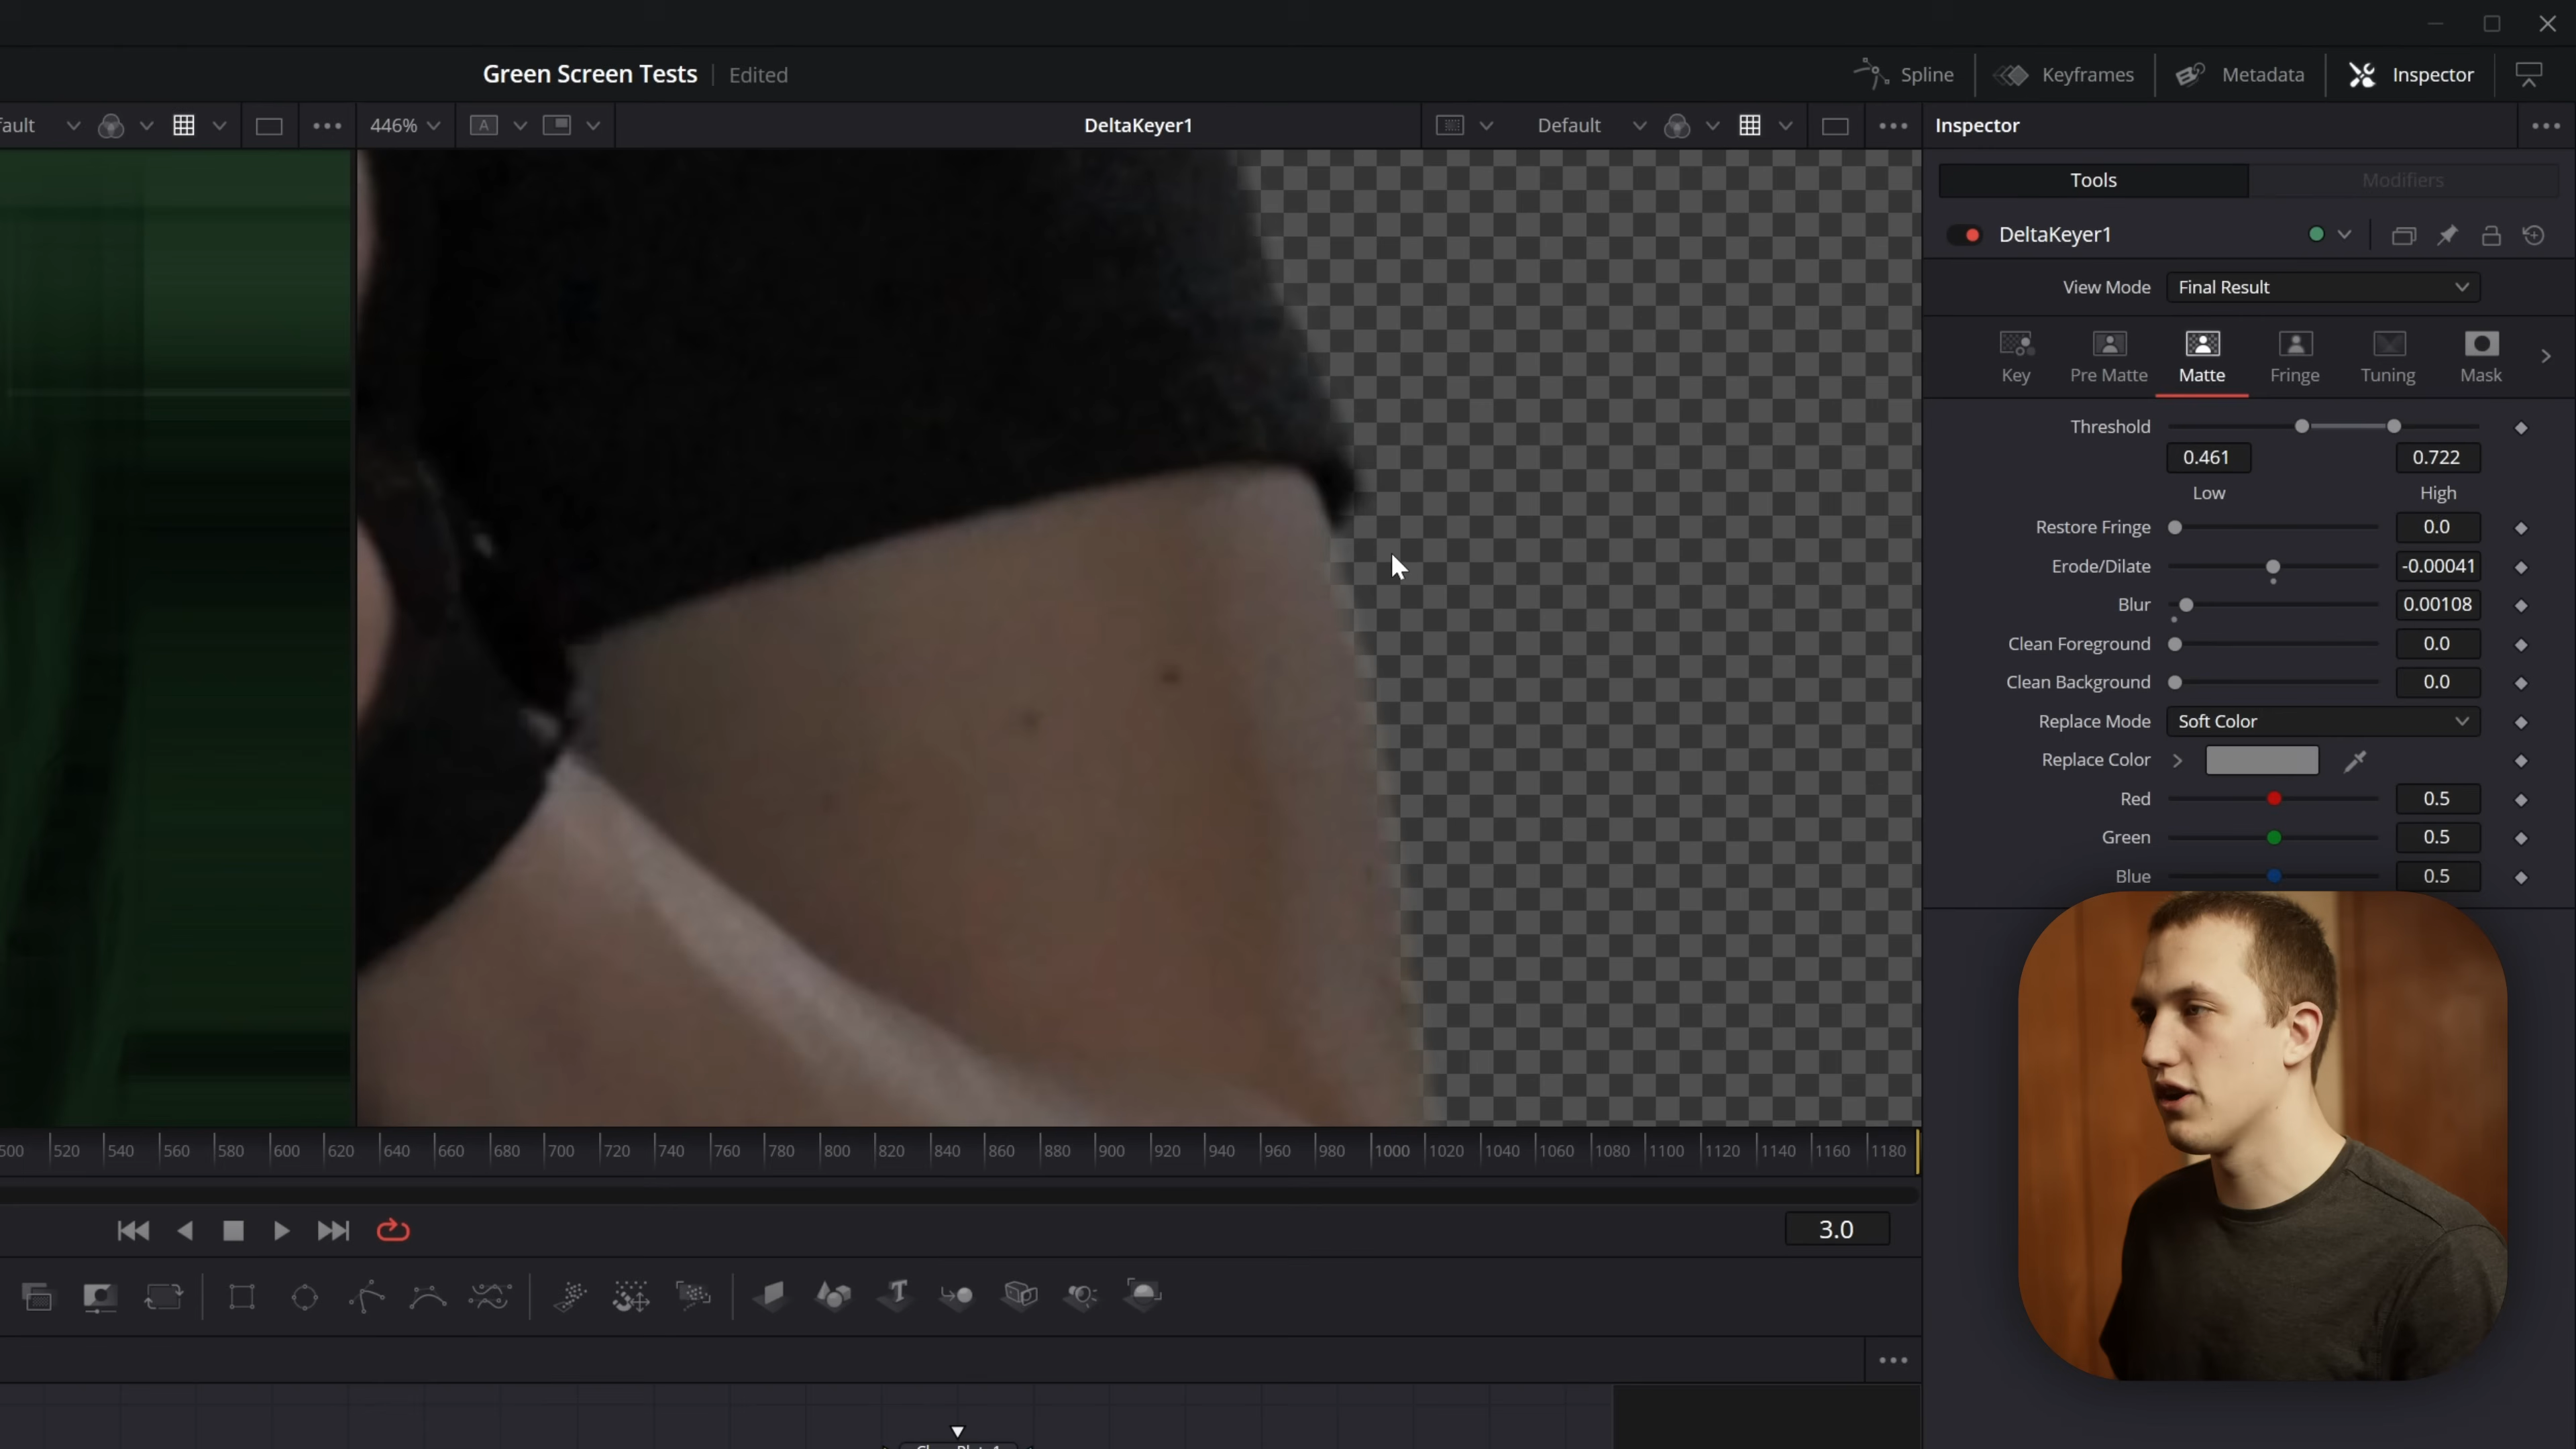 Green Screen Tests Edited Spline Keyframes Metadata Inspector
fault 446% A DeltaKeyer1 Default Inspector
Tools Modifiers
DeltaKeyer1
View Mode Final Result
Key Pre Matte Matte Fringe Tuning Mask
Threshold
0.461 0.722
Low High
Restore Fringe 0.0
Erode/Dilate -0.00041
Blur 0.00108
Clean Foreground 0.0
Clean Background 0.0
Replace Mode Soft Color
Replace Color
Red 0.5
Green 0.5
Blue 0.5
500 520 540 560 580 600 620 640 660 680 700 720 740 760 780 800 820 840 860 880 900 920 940 960 980 1000 1020 1040 1060 1080 1100 1120 1140 1160 1180
3.0